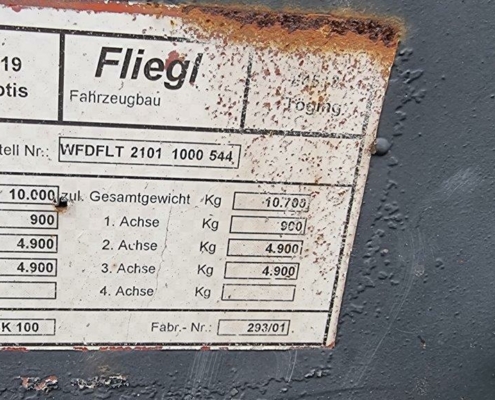 19 Fliegl
otis Fahrzeugbau Töging
tell Nr.: WFDFLT 2101 1000 544
10.000 zul. Gesamtgewicht Kg 10.700
900 1. Achse Kg 900
4.900 2. Achse Kg 4.900
4.900 3. Achse Kg 4.900
4. Achse Kg
K 100 Fabr.- Nr.: 293/01